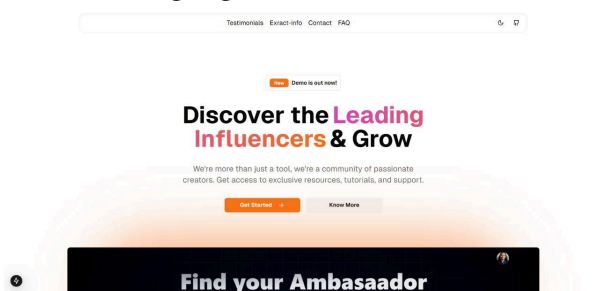 Testimonials Exract-info Contact FAQ
New Demo is out now!
Discover the Leading
Influencers & Grow
We're more than just a tool, we're a community of passionate
creators. Get access to exclusive resources, tutorials, and support.
Get Started → Know More
Find your Ambasaador